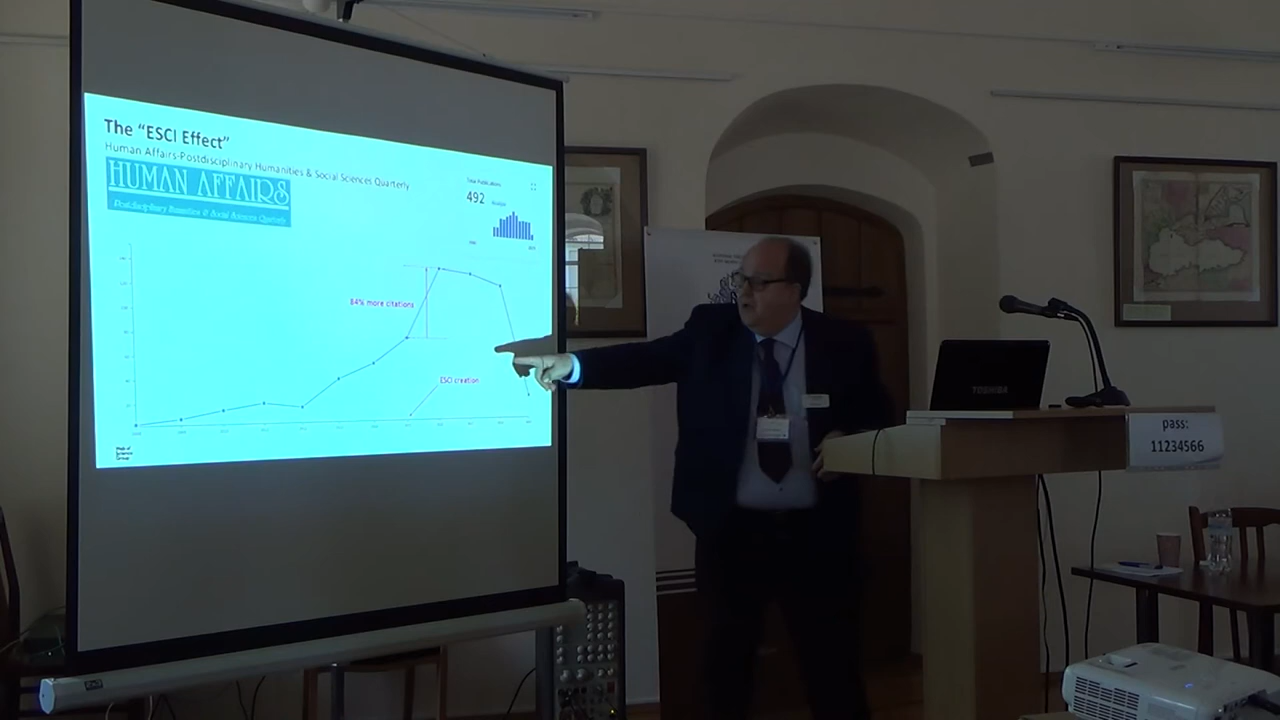 The “ESCI Effect”
Human Affairs-Postdisciplinary Humanities & Social Sciences Quarterly
HUMAN AFFAIRS
Postdisciplinary Humanities & Social Sciences Quarterly
Total Publications
492
84% more citations
ESCI creation
Web of
Science
Group
TOSHIBA
pass:
11234566